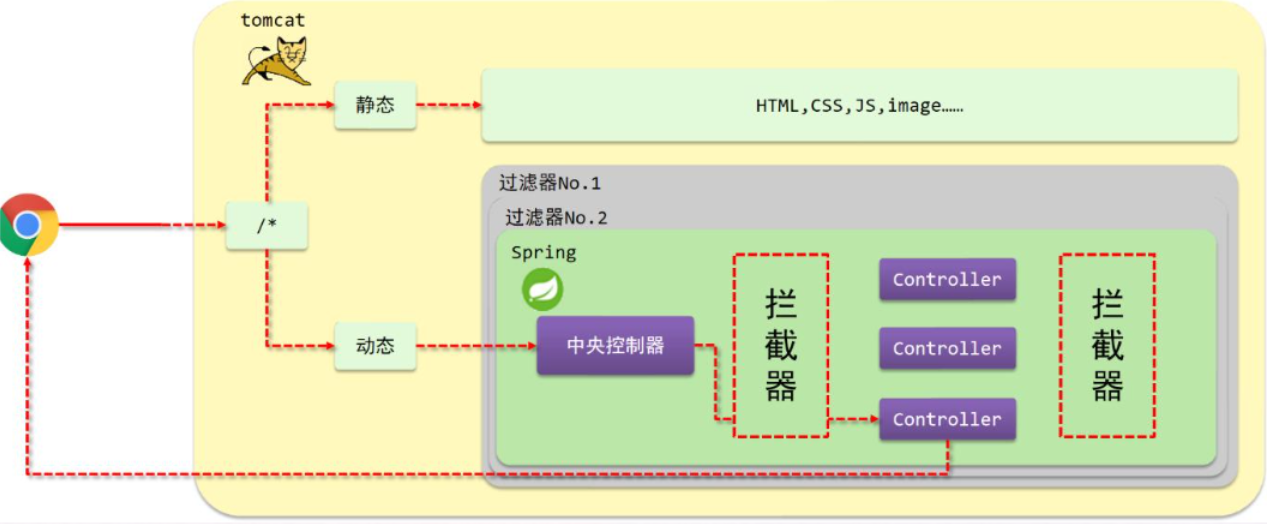 tomcat
静态
HTML,CSS,JS,image……
/*
过滤器No.1
过滤器No.2
Spring
动态
中央控制器
拦截器
Controller
Controller
Controller
拦截器